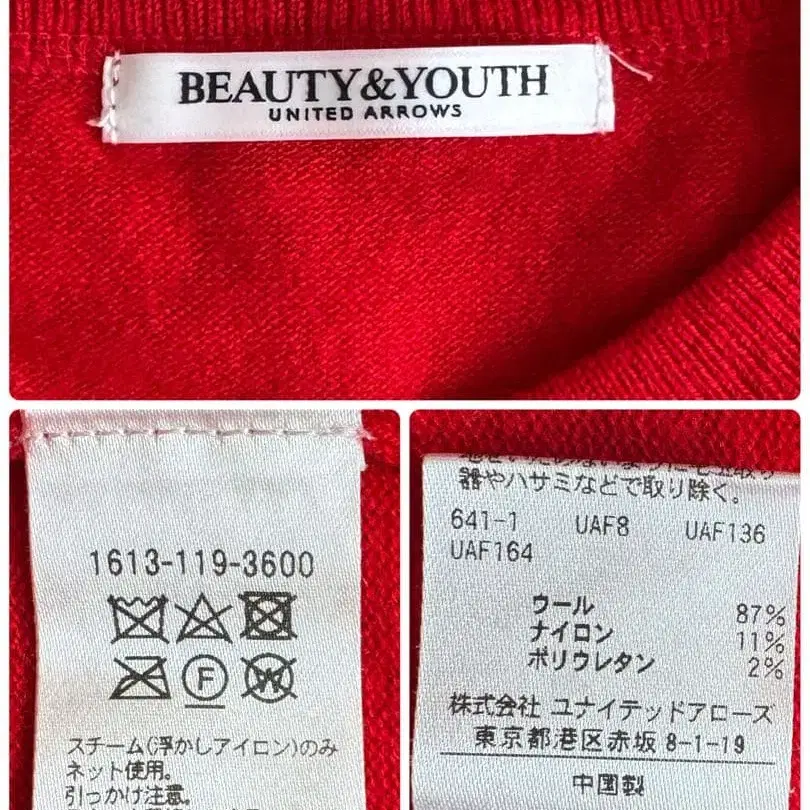 BEAUTY&YOUTH
UNITED ARROWS
1613-119-3600
F
W
スチーム(浮かしアイロン)のみ
ネット使用。
引っかけ注意。
器やハサミなどで取り除く。
641-1 UAF8 UAF136
UAF164
ウール 87%
ナイロン 11%
ポリウレタン 2%
株式会社 ユナイテッドアローズ
東京都港区赤坂 8-1-19
中国製